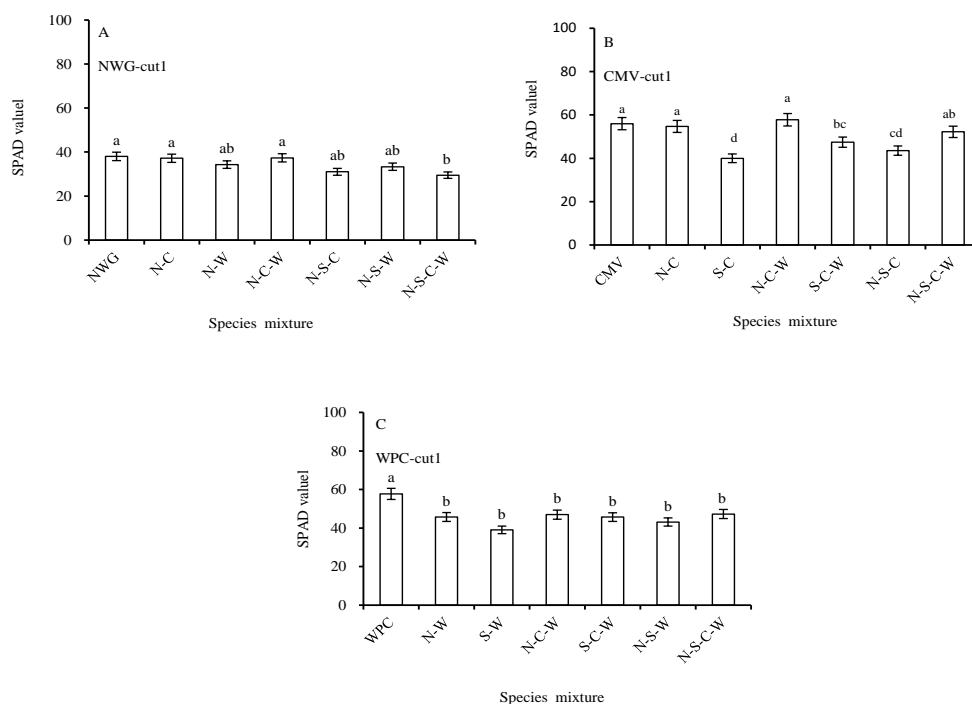 A
NWG-cut1
SPAD valuel
100
80
60
40
20
0
a
a
ab
a
ab
ab
b
NWG
N-C
N-W
N-C-W
N-S-C
N-S-W
N-S-C-W
Species mixture
B
CMV-cut1
SPAD valuel
100
80
60
40
20
0
a
a
d
a
bc
cd
ab
CMV
N-C
S-C
N-C-W
S-C-W
N-S-C
N-S-C-W
Species mixture
C
WPC-cut1
SPAD valuel
100
80
60
40
20
0
a
b
b
b
b
b
b
WPC
N-W
S-W
N-C-W
S-C-W
N-S-W
N-S-C-W
Species mixture